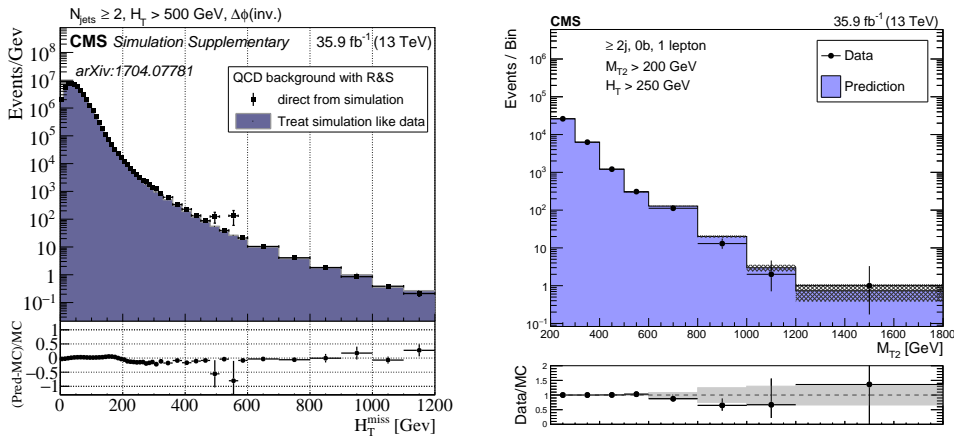 N_jets ≥ 2, H_T > 500 GeV, Δϕ(inv.)
CMS Simulation Supplementary 35.9 fb⁻¹ (13 TeV)
arXiv:1704.07781
QCD background with R&S
direct from simulation
Treat simulation like data
Events/Gev
10⁸
10⁷
10⁶
10⁵
10⁴
10³
10²
10
1
10⁻¹
(Pred-MC)/MC
1
0.5
0
−0.5
−1
0 200 400 600 800 1000 1200
H_T^miss [Gev]
CMS 35.9 fb⁻¹ (13 TeV)
≥ 2j, 0b, 1 lepton
M_T2 > 200 GeV
H_T > 250 GeV
Data
Prediction
Events / Bin
10⁶
10⁵
10⁴
10³
10²
10
1
10⁻¹
200 400 600 800 1000 1200 1400 1600 1800
M_T2 [GeV]
Data/MC
2
1.5
1
0.5
0